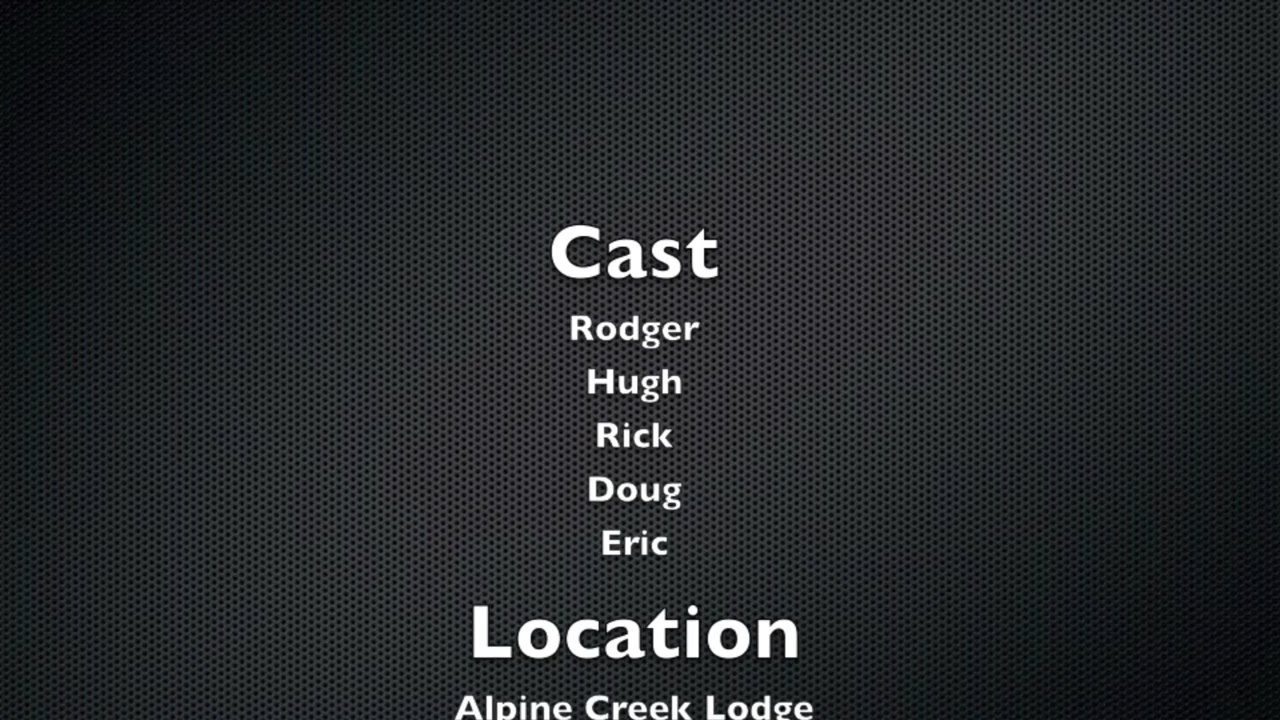 Cast
Rodger
Hugh
Rick
Doug
Eric
Location
Alpine Creek Lodge